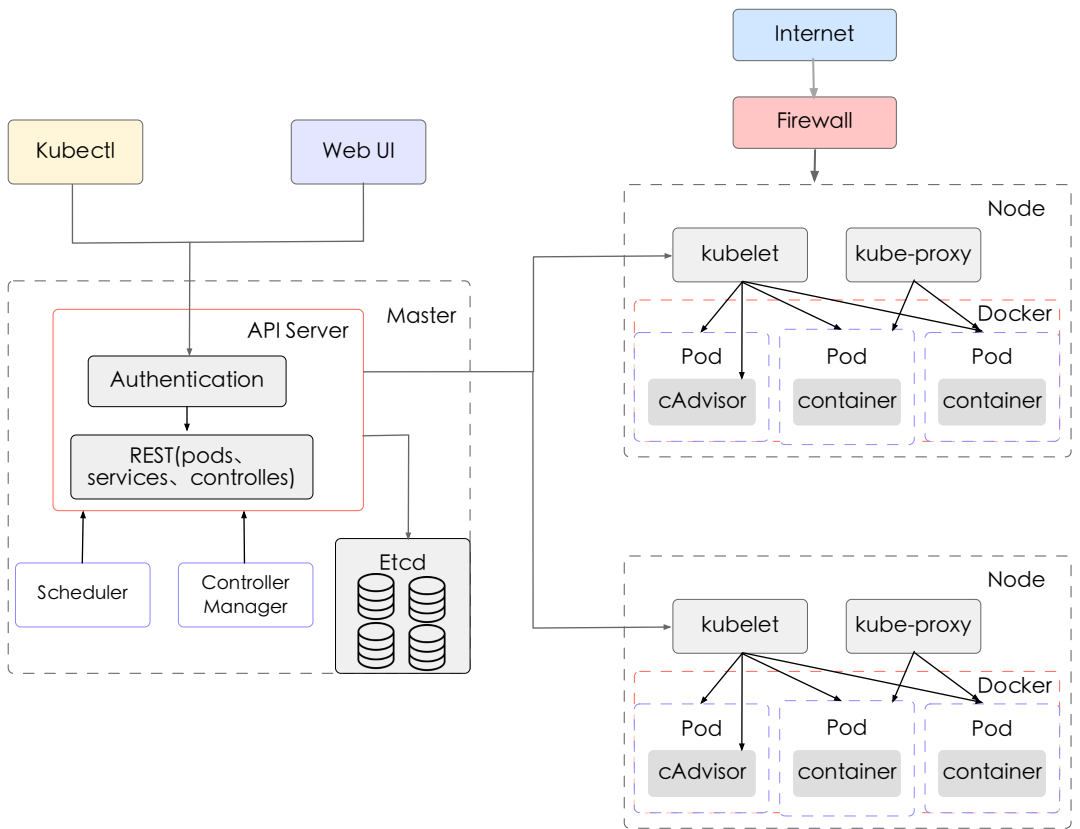 Internet
Firewall
Kubectl
Web UI
Master
API Server
Authentication
REST(pods、
services、controlles)
Scheduler
Controller
Manager
Etcd
Node
kubelet
kube-proxy
Docker
Pod
Pod
Pod
cAdvisor
container
container
Node
kubelet
kube-proxy
Docker
Pod
Pod
Pod
cAdvisor
container
container